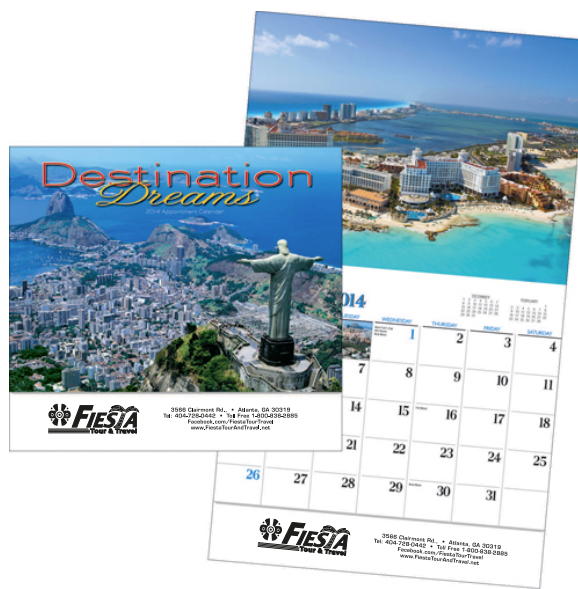 Destination
Dreams
2014 Appointment Calendar
FIESTA
Tour & Travel
3566 Clairmont Rd., • Atlanta, GA 30319
Tel: 404-728-0442 • Toll Free 1-800-838-2885
Facebook.com/FiestaTourTravel
www.FiestaTourAndTravel.net
2014
DECEMBER
FEBRUARY
WEDNESDAY
THURSDAY
FRIDAY
SATURDAY
1 2 3 4
7 8 9 10 11
14 15 16 17 18
21 22 23 24 25
26 27 28 29 30 31
FIESTA
Tour & Travel
3566 Clairmont Rd., • Atlanta, GA 30319
Tel: 404-728-0442 • Toll Free 1-800-838-2885
Facebook.com/FiestaTourTravel
www.FiestaTourAndTravel.net